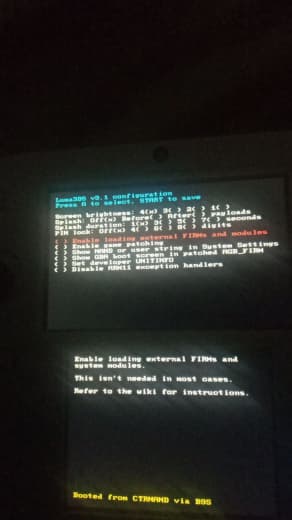 Luma3DS v9.1 configuration
Press A to select, START to save
Screen brightness: 4(x) 3( ) 2( ) 1( )
Splash: Off(x) Before( ) After( ) payloads
Splash duration: 1(x) 3( ) 5( ) 7( ) seconds
PIN lock: Off(x) 4( ) 6( ) 8( ) digits
( ) Enable loading external FIRMs and modules
( ) Enable game patching
( ) Show NAND or user string in System Settings
( ) Show GBA boot screen in patched AGB_FIRM
( ) Set developer UNITINFO
( ) Disable ARM11 exception handlers
Enable loading external FIRMs and
system modules.
This isn't needed in most cases.
Refer to the wiki for instructions.
Booted from CTRNAND via B9S